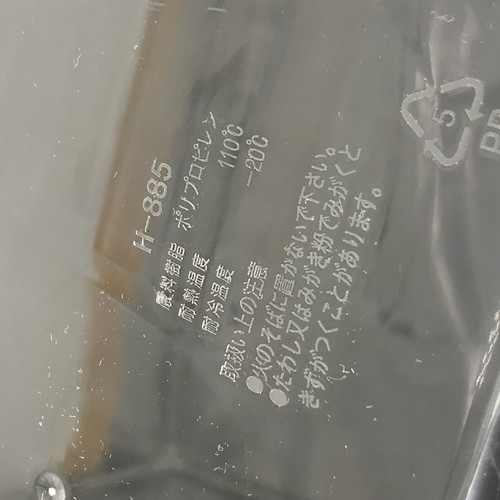 H-885
原料樹脂 ポリプロピレン
耐熱温度 110℃
耐冷温度 -20℃
取扱い上の注意
●火のそばに置かないで下さい。
●たわし又はみがき粉でみがくと
きずがつくことがあります。
5
PP